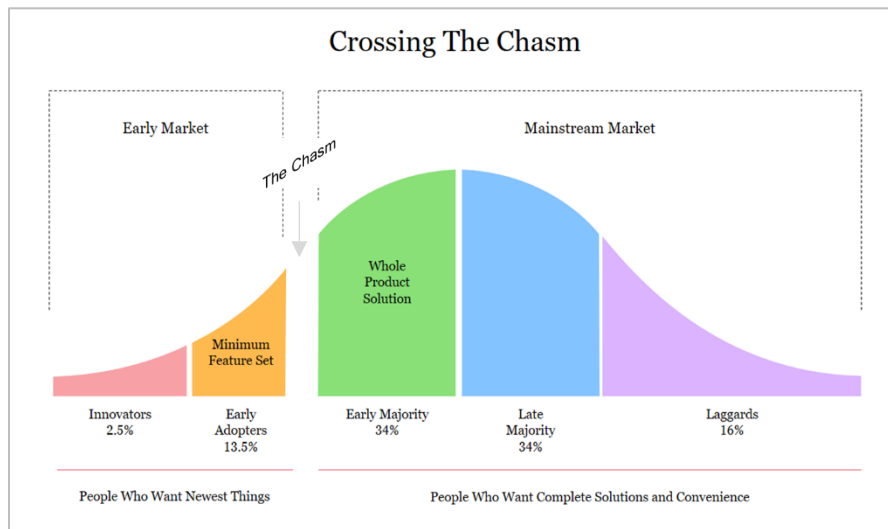 Crossing The Chasm
Early Market
Mainstream Market
The Chasm
Whole
Product
Solution
Minimum
Feature Set
Innovators
2.5%
Early
Adopters
13.5%
Early Majority
34%
Late
Majority
34%
Laggards
16%
People Who Want Newest Things
People Who Want Complete Solutions and Convenience